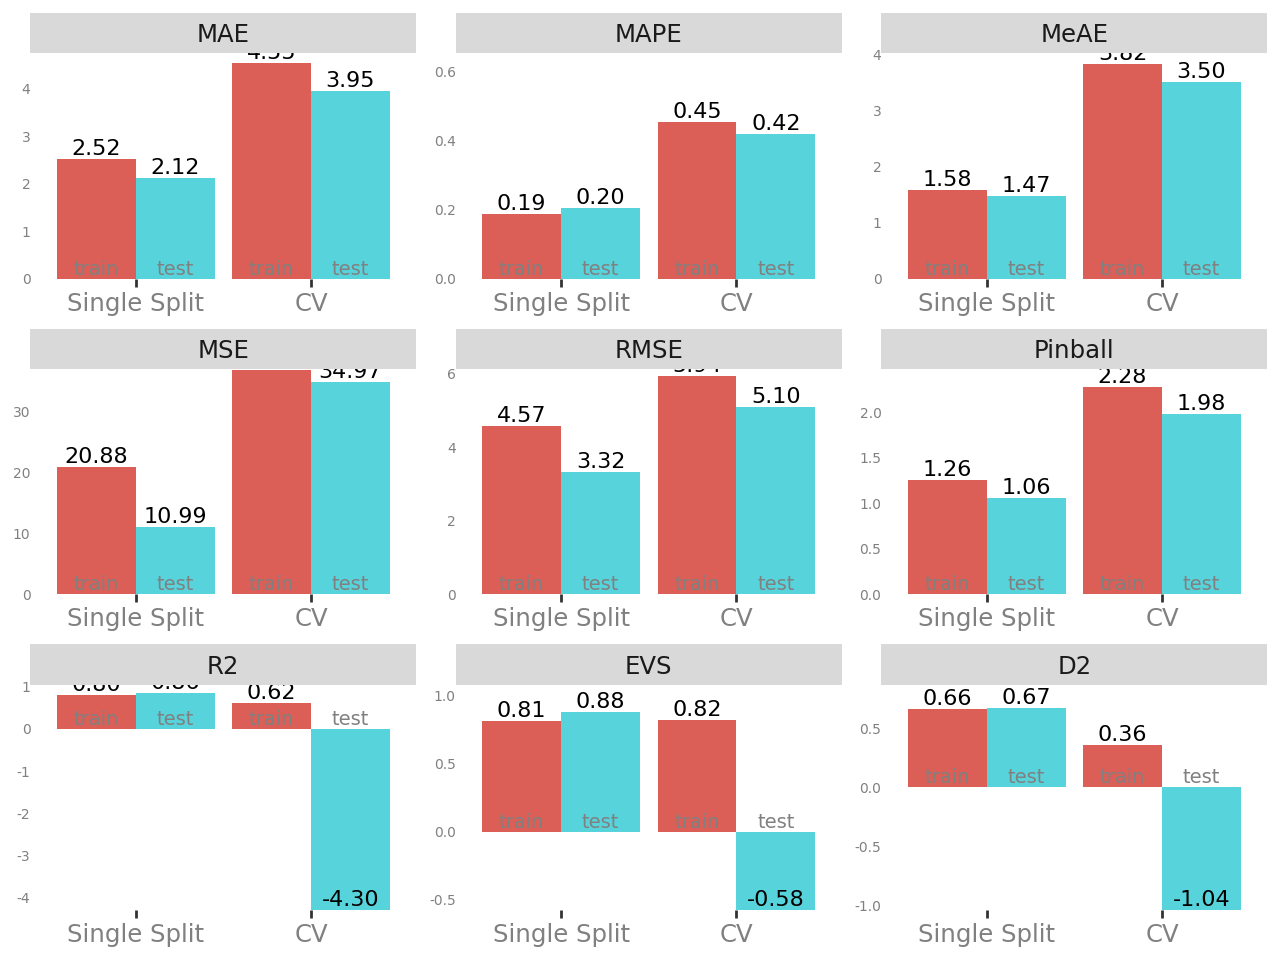 MAE
4
3
2
1
0
2.52
2.12
3.95
train
test
train
test
Single Split
CV
MAPE
0.6
0.4
0.2
0.0
0.19
0.20
0.45
0.42
train
test
train
test
Single Split
CV
MeAE
4
3
2
1
0
1.58
1.47
3.82
3.50
train
test
train
test
Single Split
CV
MSE
30
20
10
0
20.88
10.99
34.97
train
test
train
test
Single Split
CV
RMSE
6
4
2
0
4.57
3.32
5.10
train
test
train
test
Single Split
CV
Pinball
2.0
1.5
1.0
0.5
0.0
1.26
1.06
2.28
1.98
train
test
train
test
Single Split
CV
R2
1
0
-1
-2
-3
-4
0.62
-4.30
train
test
train
test
Single Split
CV
EVS
1.0
0.5
0.0
-0.5
0.81
0.88
0.82
-0.58
train
test
train
test
Single Split
CV
D2
0.5
0.0
-0.5
-1.0
0.66
0.67
0.36
-1.04
train
test
train
test
Single Split
CV